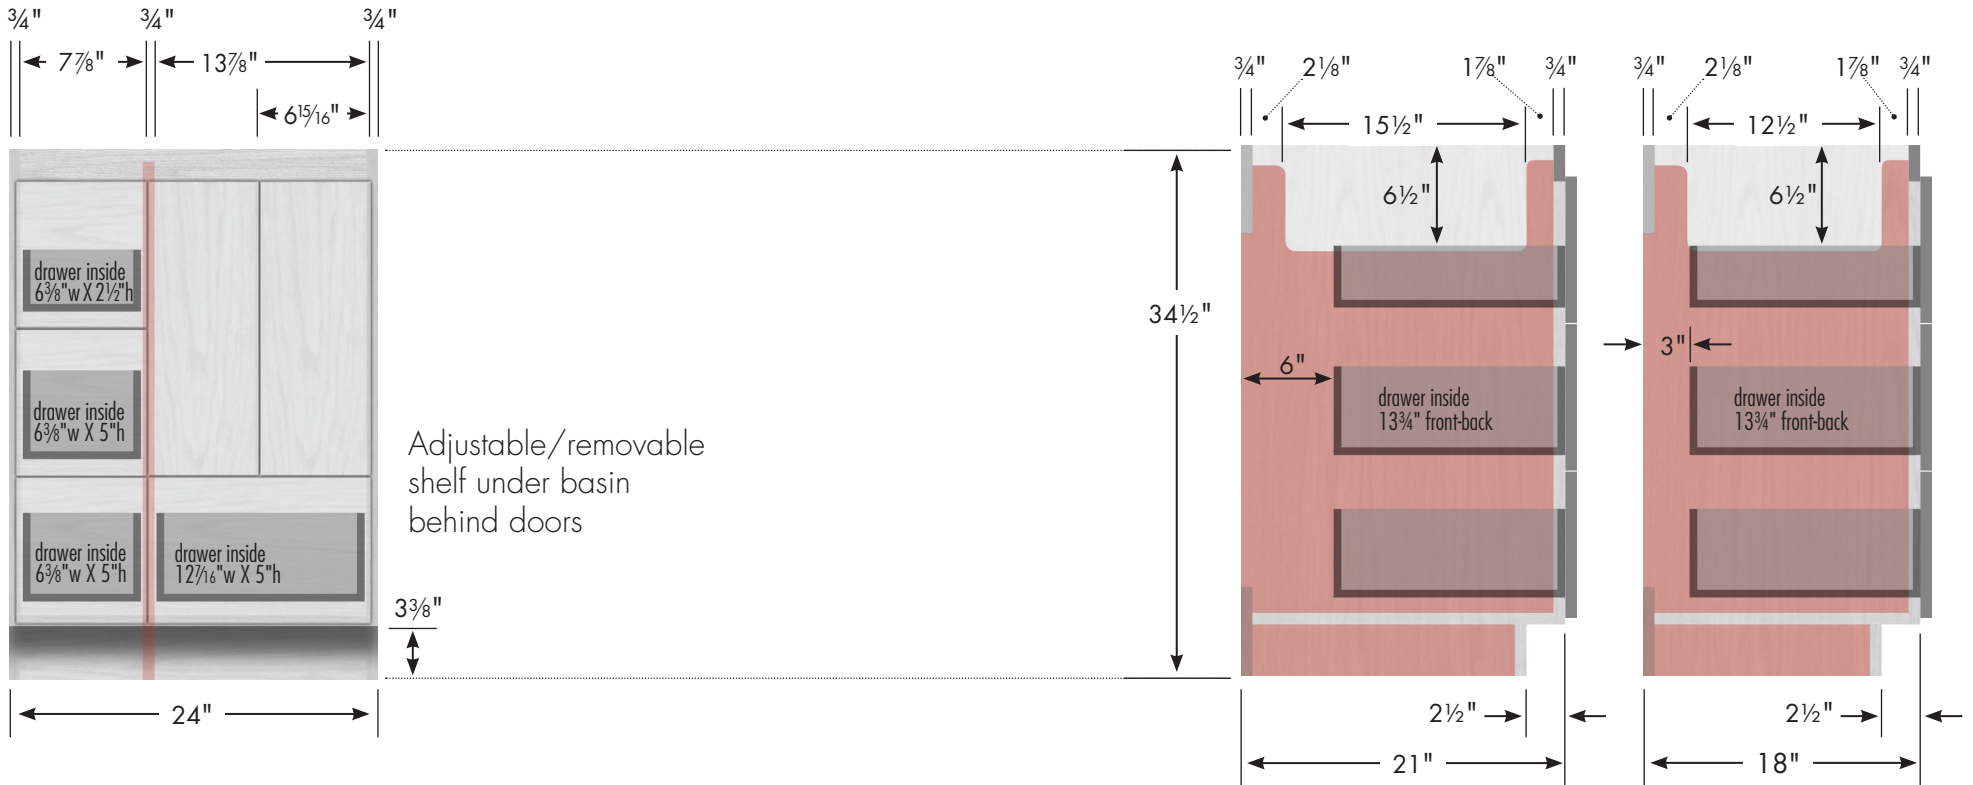 ¾" ¾" ¾"
7⅞" 13⅞"
6¹⁵⁄₁₆"
drawer inside
6⅜"w X 2½"h
drawer inside
6⅜"w X 5"h
drawer inside
6⅜"w X 5"h
drawer inside
12⁷⁄₁₆"w X 5"h
24"
3⅜"
Adjustable/removable
shelf under basin
behind doors
34½"
¾" 2⅛" 1⅞" ¾"
15½"
6½"
6"
drawer inside
13¾" front-back
2½"
21"
¾" 2⅛" 1⅞" ¾"
12½"
6½"
3"
drawer inside
13¾" front-back
2½"
18"